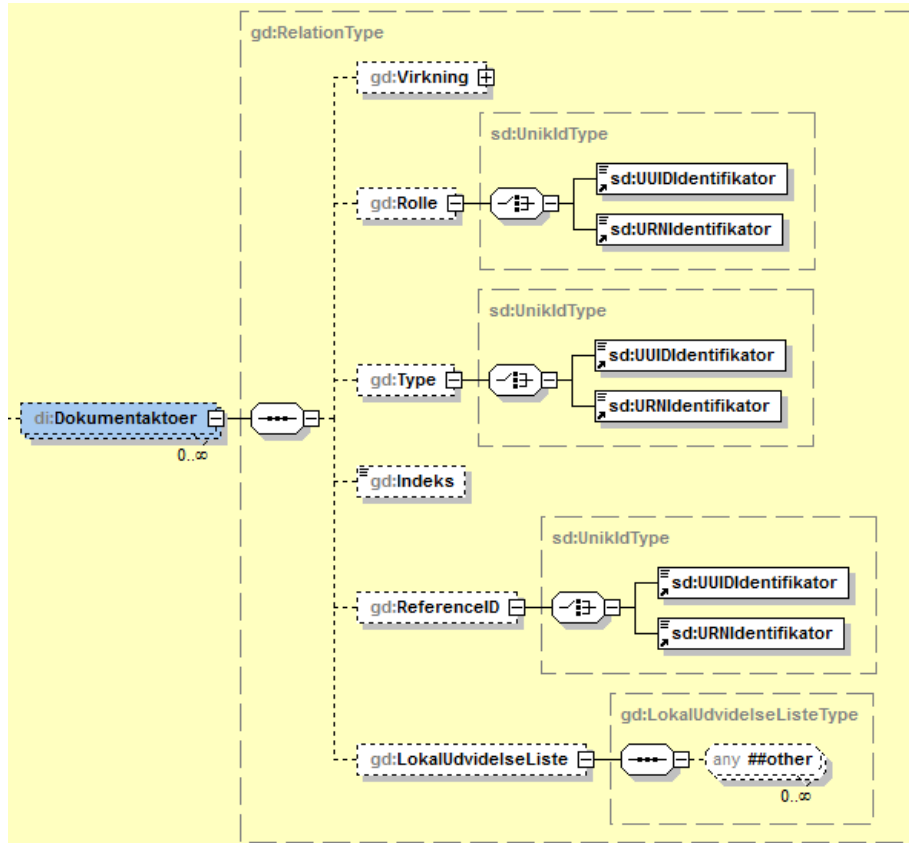 gd:RelationType
gd:Virkning
sd:UnikIdType
sd:UUIDIdentifikator
gd:Rolle
sd:URNIdentifikator
sd:UnikIdType
sd:UUIDIdentifikator
gd:Type
sd:URNIdentifikator
di:Dokumentaktoer
0..∞
gd:Indeks
sd:UnikIdType
sd:UUIDIdentifikator
gd:ReferenceID
sd:URNIdentifikator
gd:LokalUdvidelseListeType
gd:LokalUdvidelseListe
any ##other
0..∞